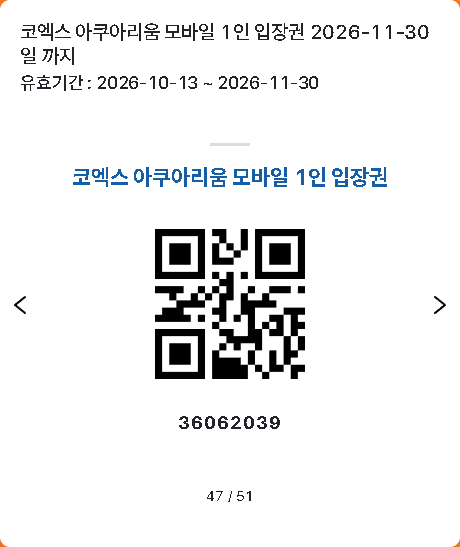 코엑스 아쿠아리움 모바일 1인 입장권 2026-11-30
일 까지
유효기간 : 2026-10-13 ~ 2026-11-30
코엑스 아쿠아리움 모바일 1인 입장권
36062039
47 / 51